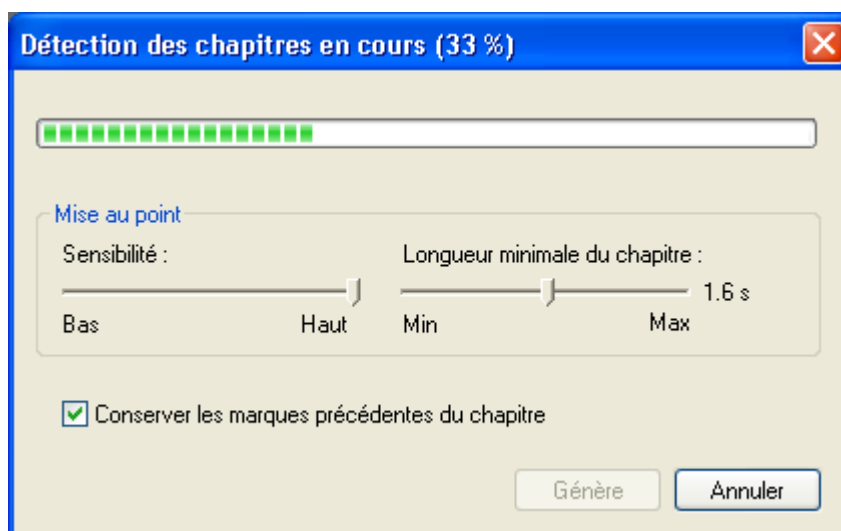 Détection des chapitres en cours (33 %)
Mise au point
Sensibilité :
Longueur minimale du chapitre :
1.6 s
Bas
Haut
Min
Max
Conserver les marques précédentes du chapitre
Génère
Annuler